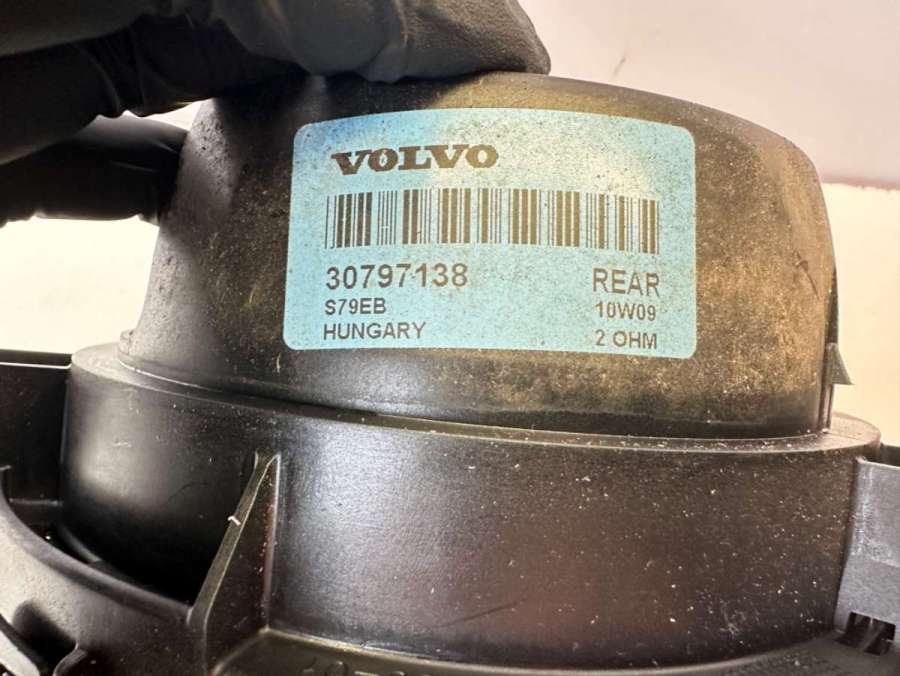 VOLVO
30797138 REAR
S79EB 10W09
HUNGARY 2 OHM